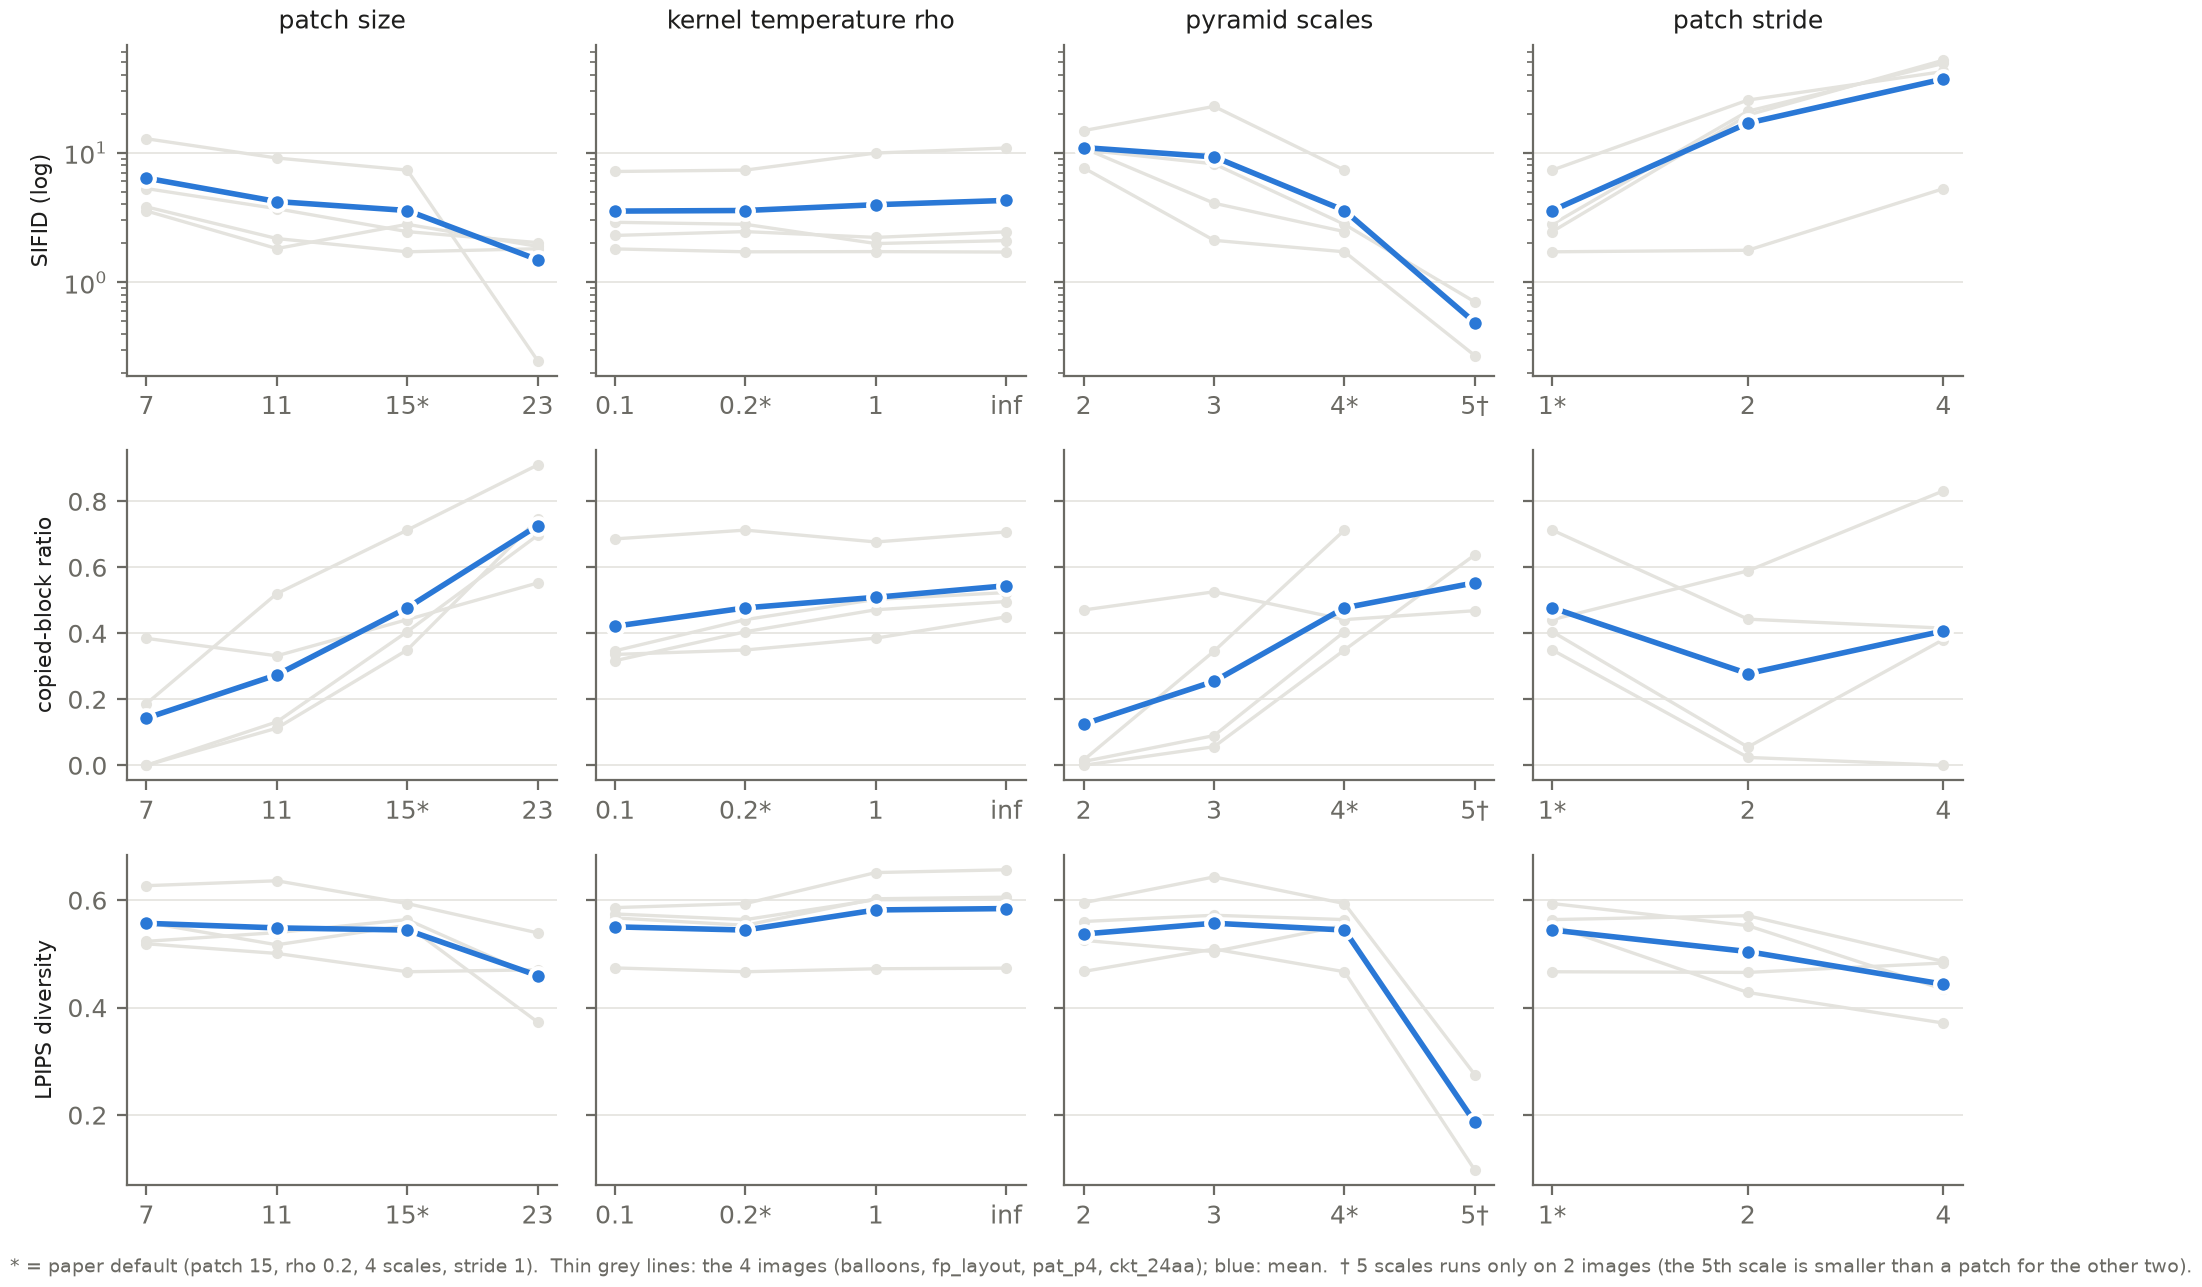 patch size
kernel temperature rho
pyramid scales
patch stride
SIFID (log)
10¹
10⁰
7 11 15* 23
0.1 0.2* 1 inf
2 3 4* 5†
1* 2 4
copied-block ratio
0.8
0.6
0.4
0.2
0.0
7 11 15* 23
0.1 0.2* 1 inf
2 3 4* 5†
1* 2 4
LPIPS diversity
0.6
0.4
0.2
7 11 15* 23
0.1 0.2* 1 inf
2 3 4* 5†
1* 2 4
* = paper default (patch 15, rho 0.2, 4 scales, stride 1).  Thin grey lines: the 4 images (balloons, fp_layout, pat_p4, ckt_24aa); blue: mean.  † 5 scales runs only on 2 images (the 5th scale is smaller than a patch for the other two).